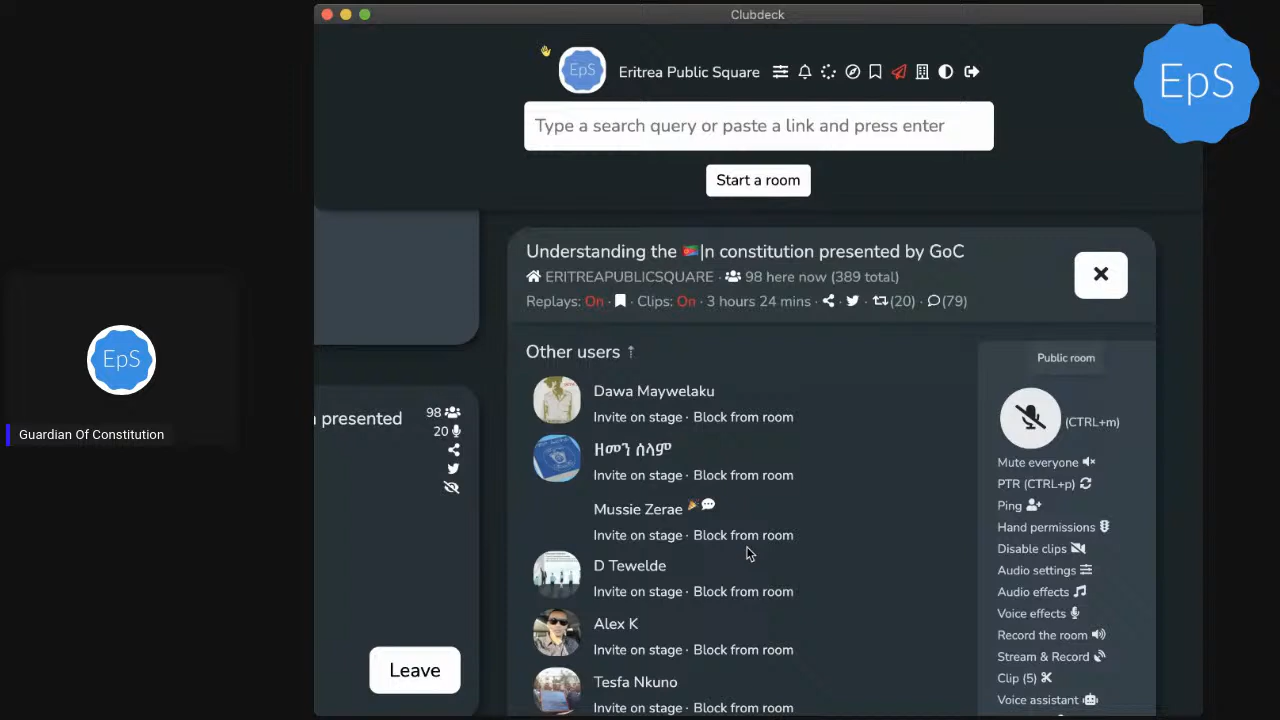 Clubdeck
EpS
Eritrea Public Square
EpS
Type a search query or paste a link and press enter
Start a room
Understanding the 🇪🇷|n constitution presented by GoC
ERITREAPUBLICSQUARE · 98 here now (389 total)
Replays: On · Clips: On · 3 hours 24 mins · (20) · (79)
Other users ↑
Dawa Maywelaku
Invite on stage · Block from room
ዘመን ሰላም
Invite on stage · Block from room
Mussie Zerae 🎉💬
Invite on stage · Block from room
D Tewelde
Invite on stage · Block from room
Alex K
Invite on stage · Block from room
Tesfa Nkuno
Invite on stage · Block from room
Public room
(CTRL+m)
Mute everyone
PTR (CTRL+p)
Ping
Hand permissions
Disable clips
Audio settings
Audio effects
Voice effects
Record the room
Stream & Record
Clip (5)
Voice assistant
presented
98
20
Leave
EpS
Guardian Of Constitution